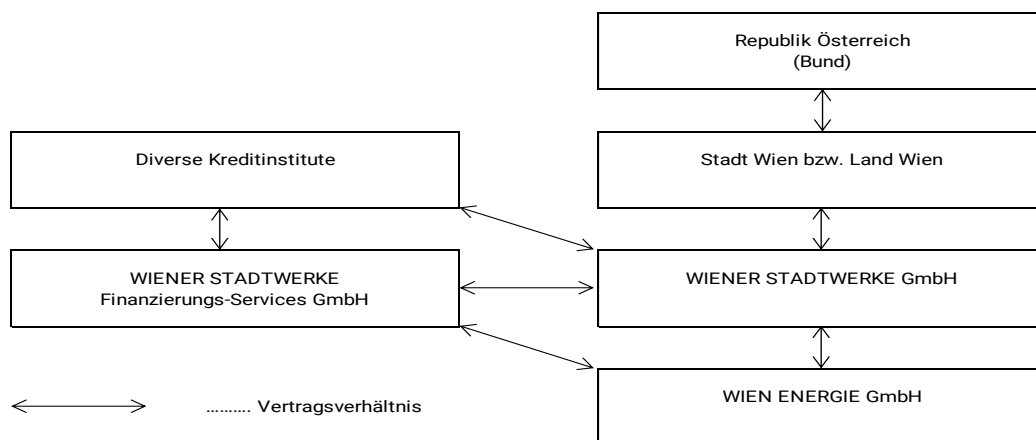 Republik Österreich
(Bund)
Diverse Kreditinstitute
Stadt Wien bzw. Land Wien
WIENER STADTWERKE
Finanzierungs-Services GmbH
WIENER STADTWERKE GmbH
WIEN ENERGIE GmbH
.......... Vertragsverhältnis